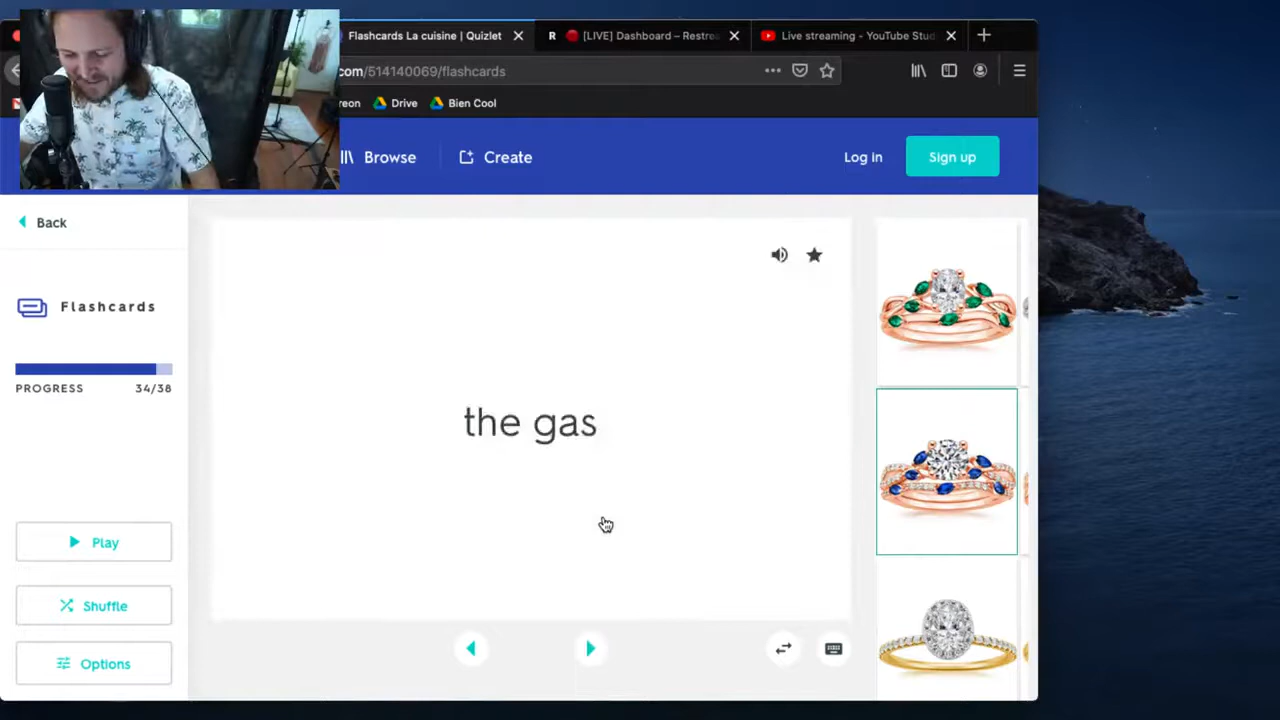 Flashcards La cuisine | Quizlet
R [LIVE] Dashboard – Restre
Live streaming - YouTube Stud
com/514140069/flashcards
reon
Drive
Bien Cool
Browse
Create
Log in
Sign up
Back
Flashcards
PROGRESS 34/38
the gas
Play
Shuffle
Options